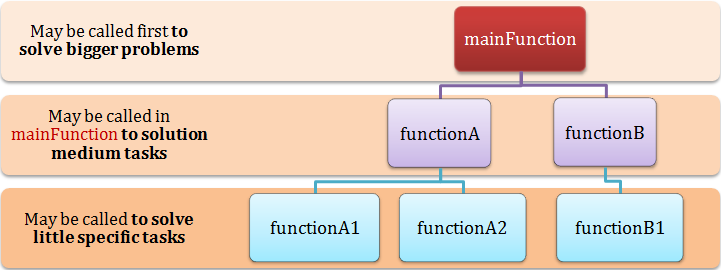 May be called first to
solve bigger problems
mainFunction
May be called in
mainFunction to solution
medium tasks
functionA
functionB
May be called to solve
little specific tasks
functionA1
functionA2
functionB1